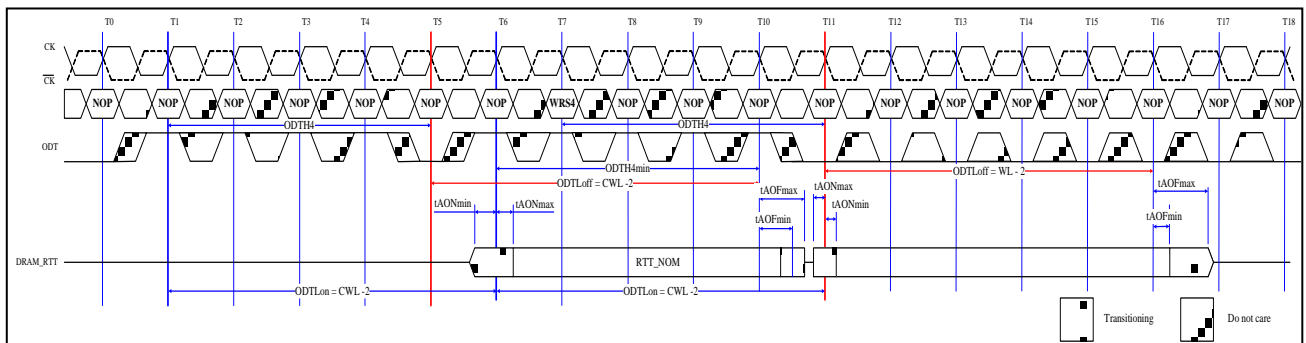 T0 T1 T2 T3 T4 T5 T6 T7 T8 T9 T10 T11 T12 T13 T14 T15 T16 T17 T18
CK
CK
NOP NOP NOP NOP NOP NOP NOP WRS4 NOP NOP NOP NOP NOP NOP NOP NOP NOP NOP NOP
ODTH4 ODTH4
ODT
ODTH4min
ODTLoff = CWL -2 ODTLoff = WL - 2
tAONmin tAONmax tAOFmax tAONmax tAOFmax
tAOFmin tAONmin tAOFmin
DRAM_RTT RTT_NOM
ODTLon = CWL -2 ODTLon = CWL -2
Transitioning Do not care